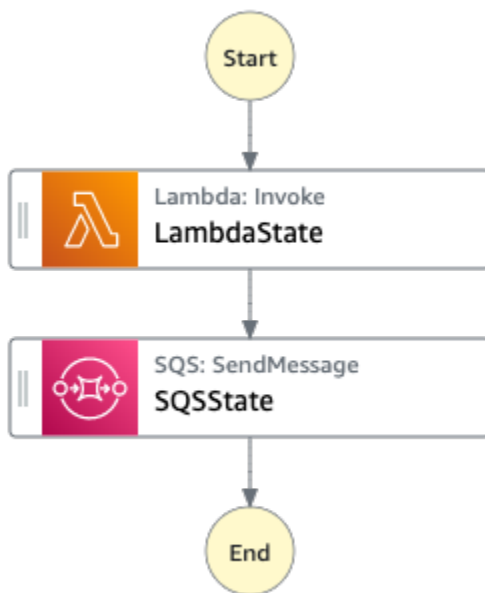 Start
Lambda: Invoke
LambdaState
SQS: SendMessage
SQSState
End